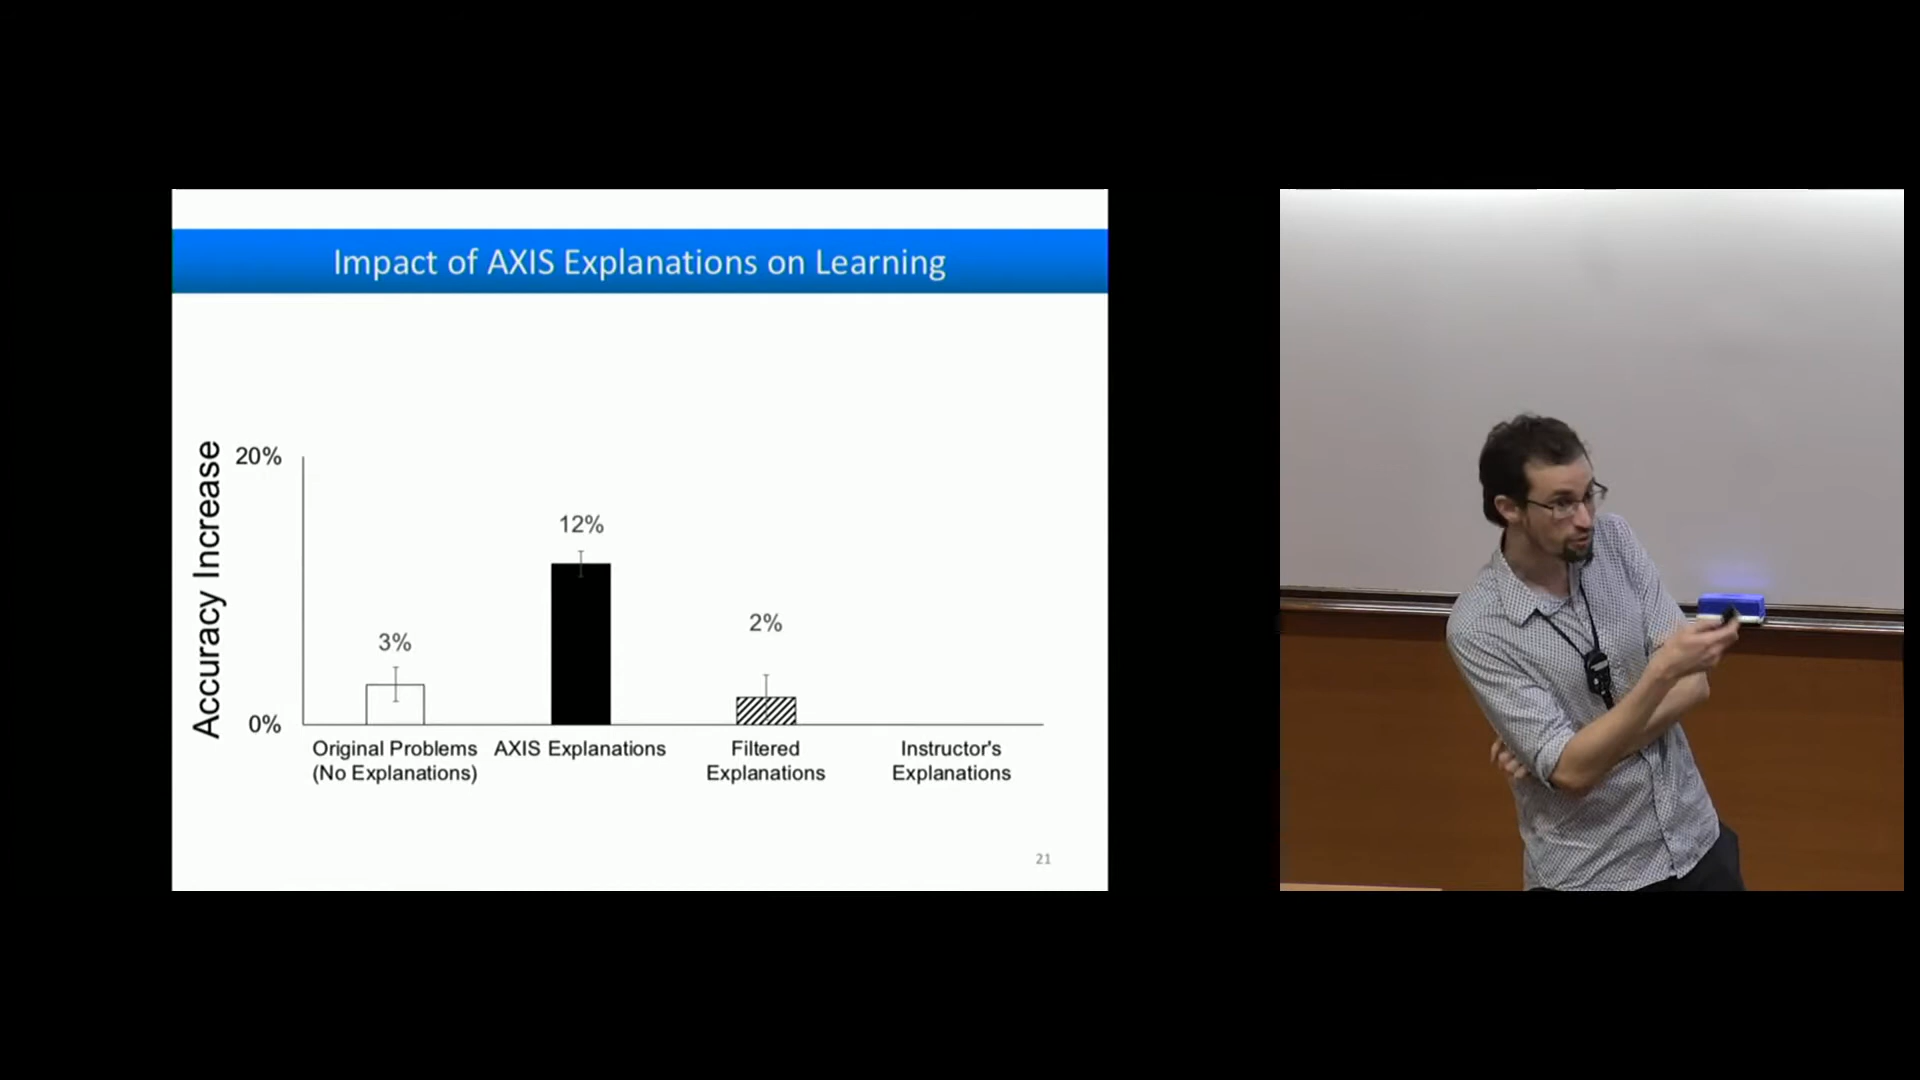 Impact of AXIS Explanations on Learning
Accuracy Increase
20%
12%
3%
2%
0%
Original Problems
(No Explanations)
AXIS Explanations
Filtered
Explanations
Instructor's
Explanations
21